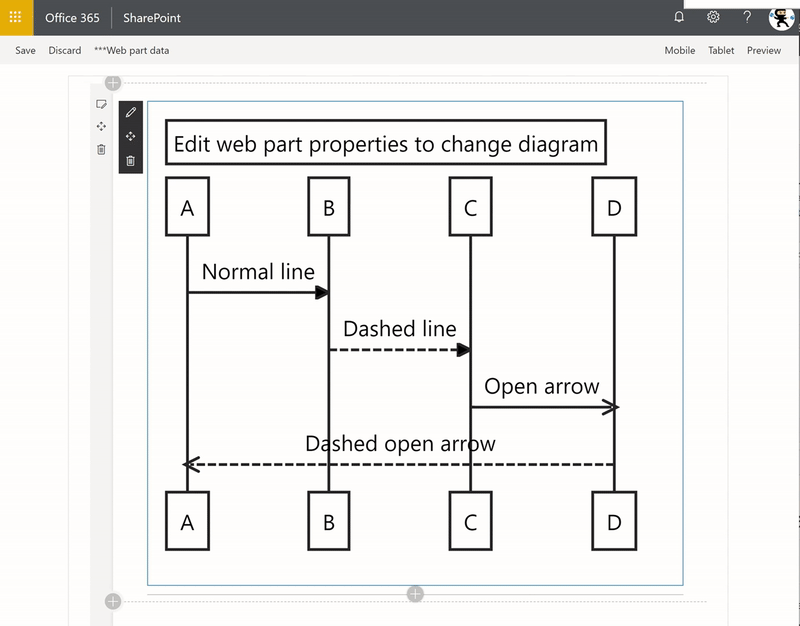 Office 365 SharePoint ?
Save Discard ***Web part data Mobile Tablet Preview
Edit web part properties to change diagram
A B C D
Normal line
Dashed line
Open arrow
Dashed open arrow
A B C D